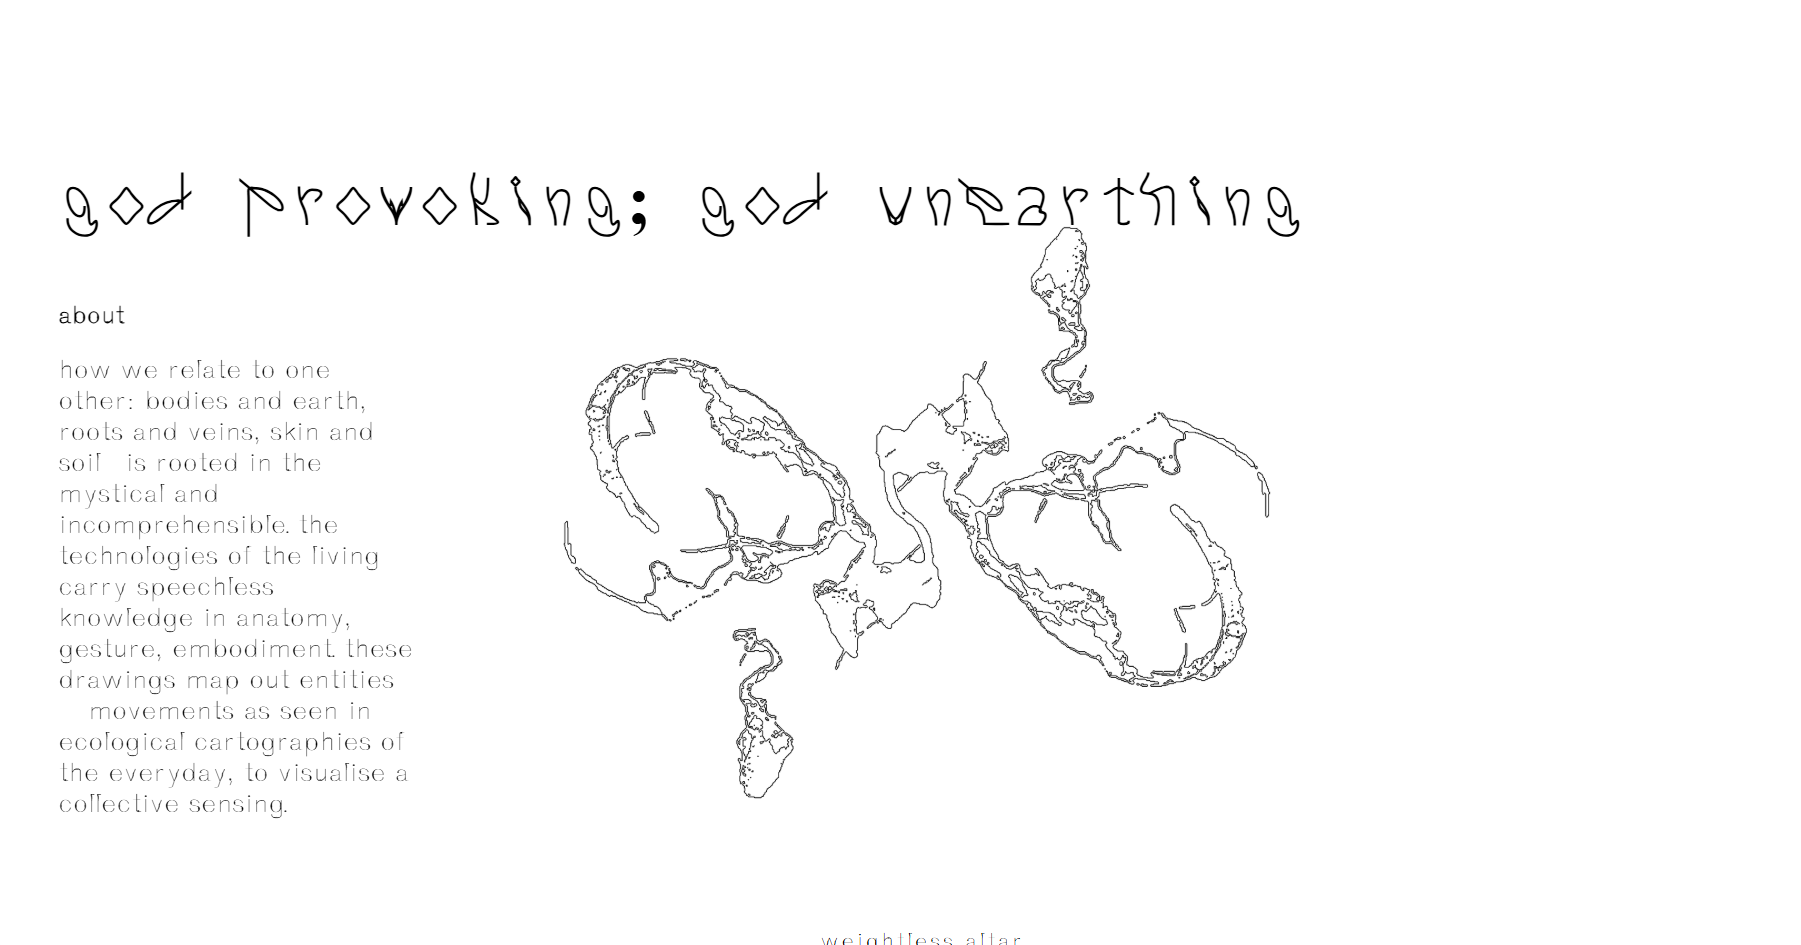 god provoking; god unearthing
about
how we relate to one
other: bodies and earth,
roots and veins, skin and
soil is rooted in the
mystical and
incomprehensible. the
technologies of the living
carry speechless
knowledge in anatomy,
gesture, embodiment. these
drawings map out entities
movements as seen in
ecological cartographies of
the everyday, to visualise a
collective sensing.
weightless altar